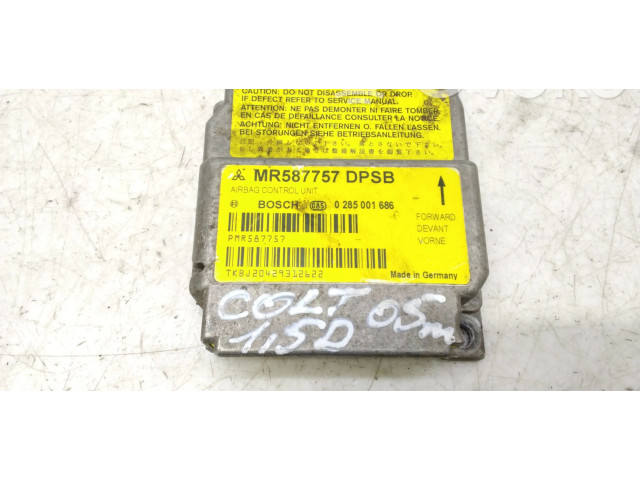 CAUTION: DO NOT DISASSEMBLE OR DROP.
IF DEFECT REFER TO SERVICE MANUAL.
ATTENTION: NE PAS DEMONTER NI FAIRE TOMBER.
EN CAS DE DEFAILLANCE CONSULTER LA NOTICE.
ACHTUNG: NICHT ENTFERNEN O. FALLEN LASSEN.
BEI STÖRUNGEN SIEHE BETRIEBSANLEITUNG.
MR587757 DPSB
AIRBAG CONTROL UNIT
BOSCH 0 285 001 686
FORWARD
DEVANT
VORNE
PMR587757
TKBJ20429312622
Made in Germany
COLT 05m
1,5D